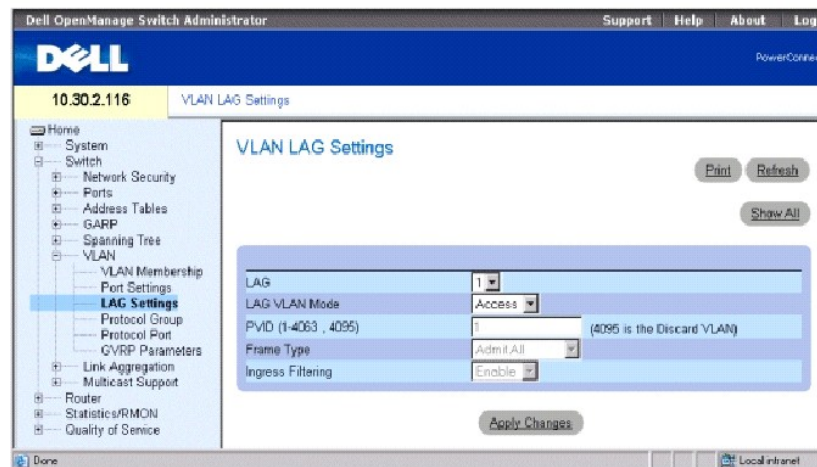 Dell OpenManage Switch Administrator
Support Help About Log
DELL
PowerConne
10.30.2.116
VLAN LAG Settings
Home
System
Switch
Network Security
Ports
Address Tables
GARP
Spanning Tree
VLAN
VLAN Membership
Port Settings
LAG Settings
Protocol Group
Protocol Port
GVRP Parameters
Link Aggregation
Multicast Support
Router
Statistics/RMON
Quality of Service
VLAN LAG Settings
Print Refresh
Show All
LAG 1
LAG VLAN Mode Access
PVID (1-4063 , 4095) 1 (4095 is the Discard VLAN)
Frame Type Admit All
Ingress Filtering Enable
Apply Changes
Done
Local intranet